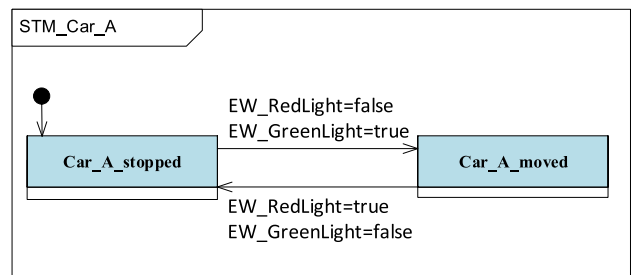 STM_Car_A
EW_RedLight=false
EW_GreenLight=true
Car_A_stopped
Car_A_moved
EW_RedLight=true
EW_GreenLight=false